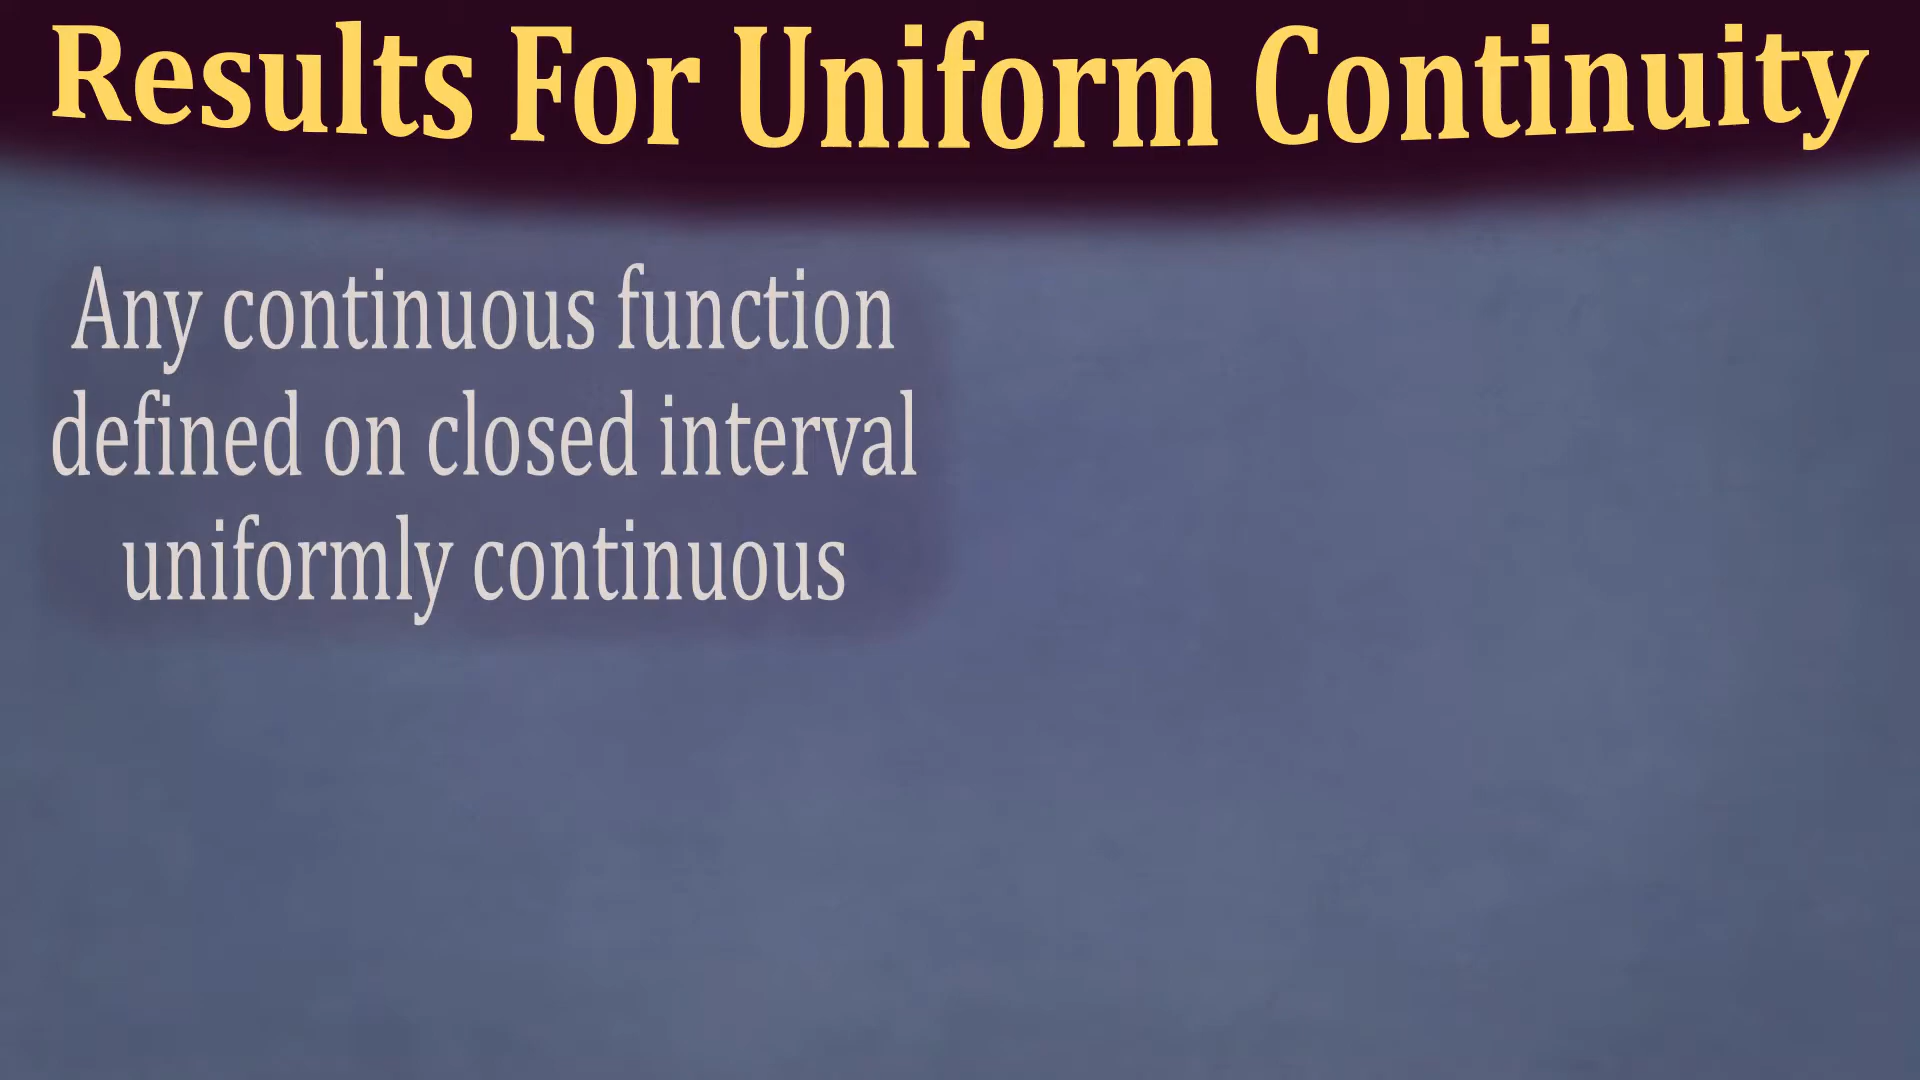 Results For Uniform Continuity
Any continuous function
defined on closed interval
uniformly continuous